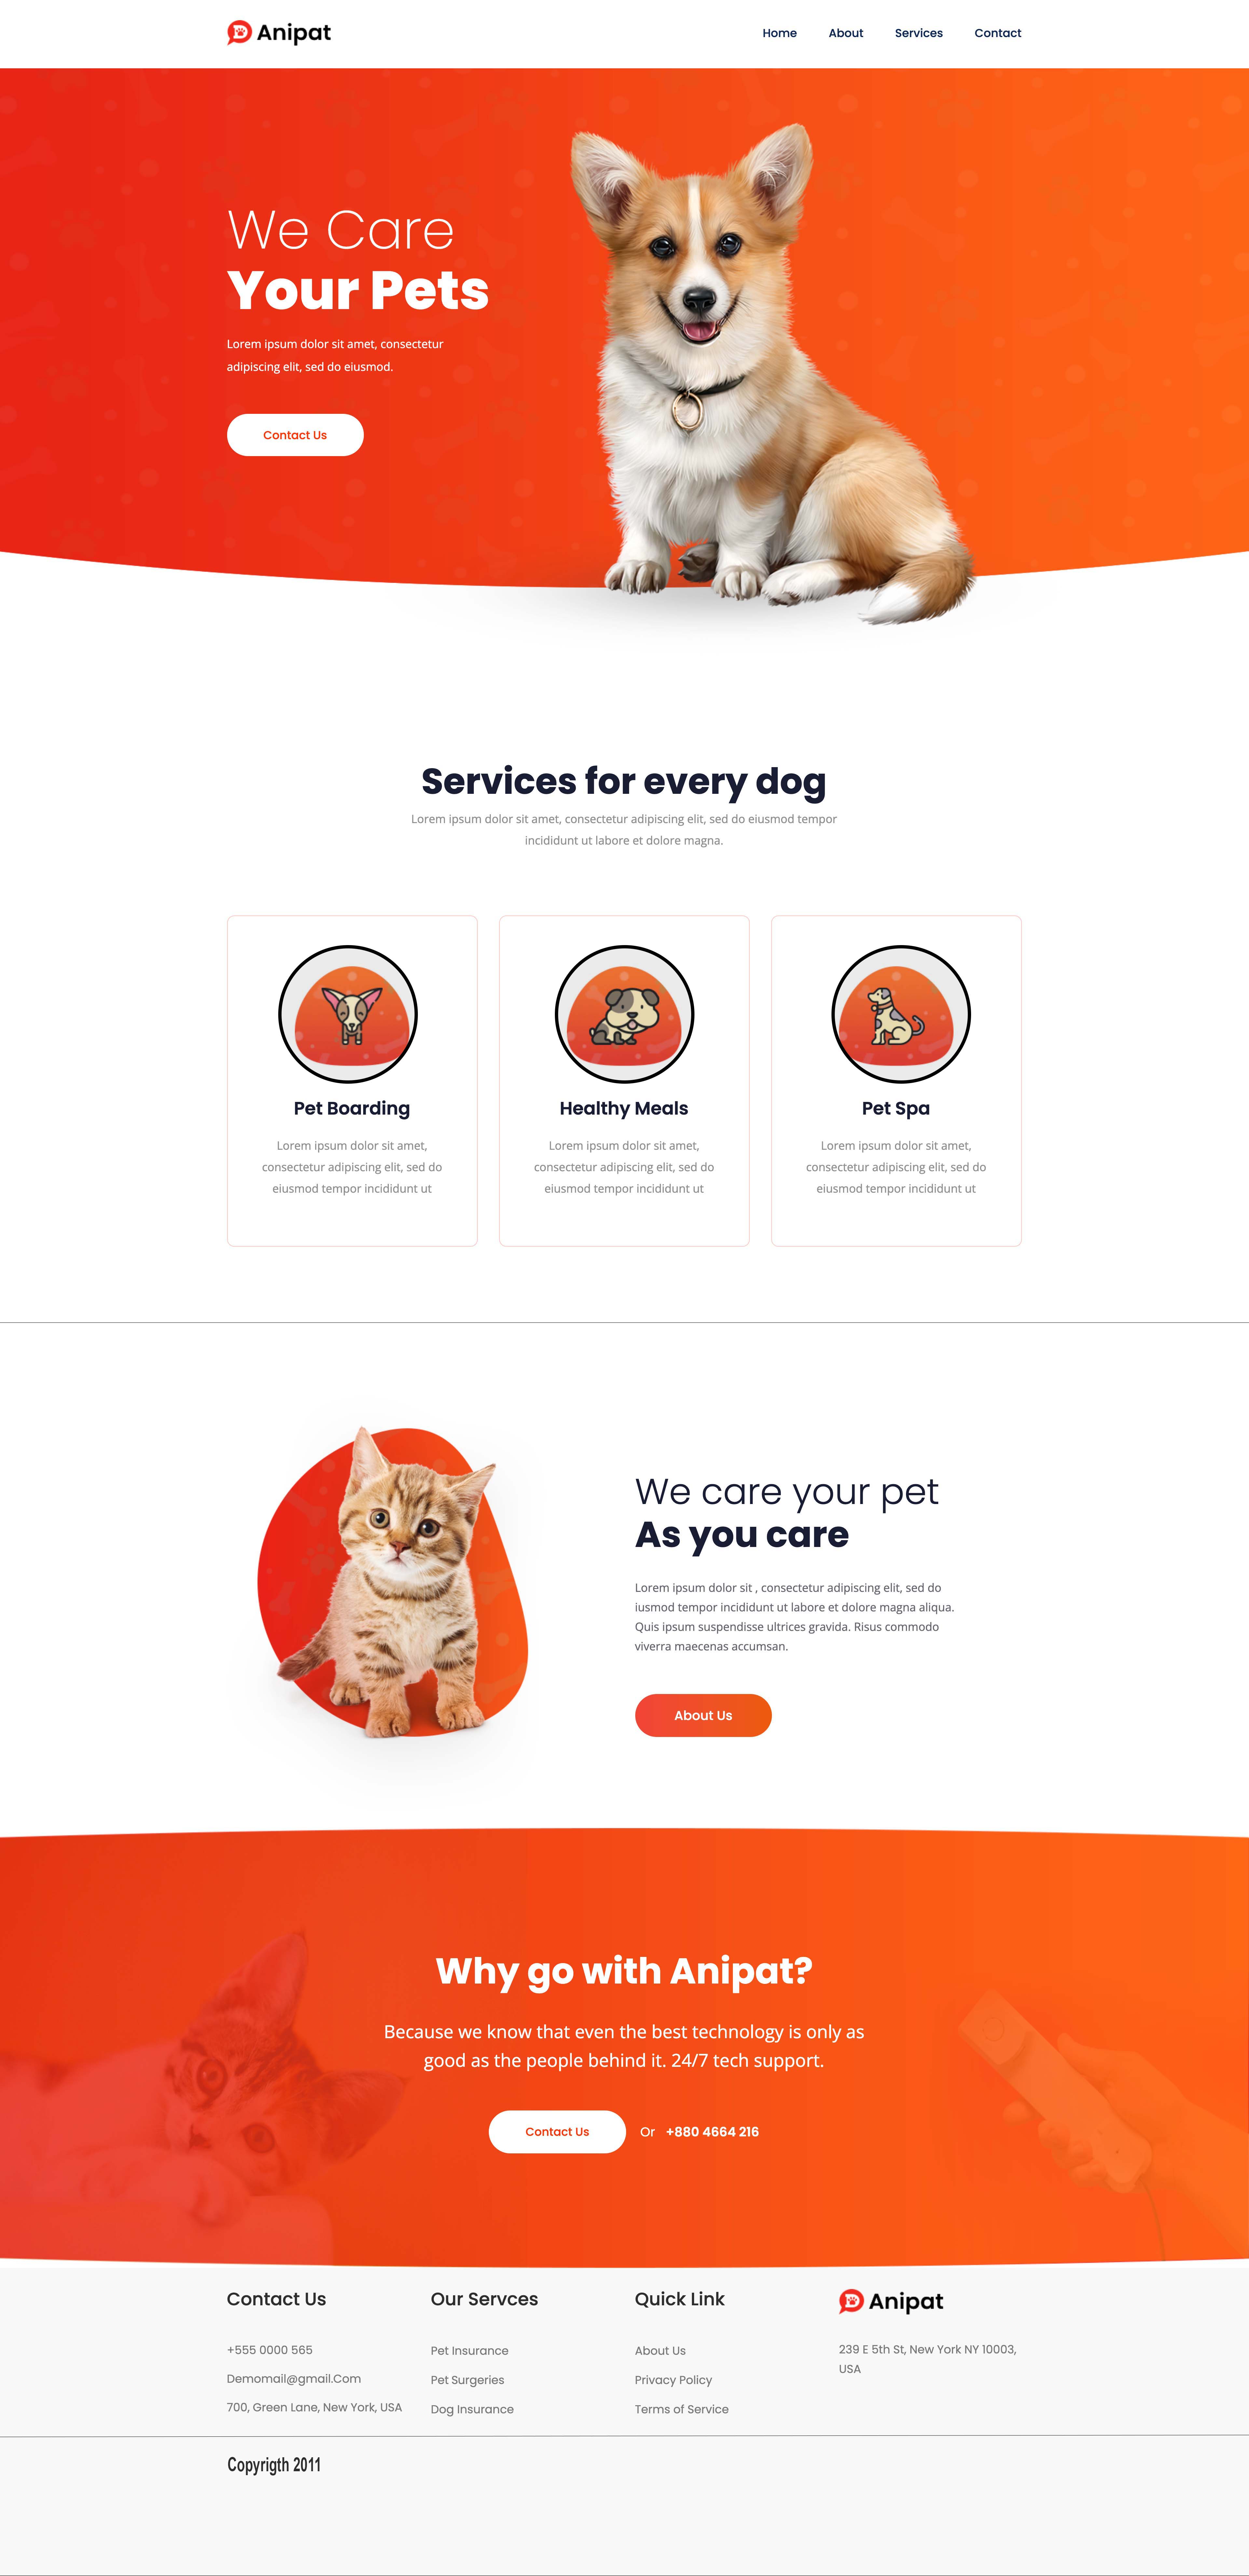 Anipat
Home About Services Contact
We Care
Your Pets
Lorem ipsum dolor sit amet, consectetur
adipiscing elit, sed do eiusmod.
Contact Us
Services for every dog
Lorem ipsum dolor sit amet, consectetur adipiscing elit, sed do eiusmod tempor
incididunt ut labore et dolore magna.
Pet Boarding
Lorem ipsum dolor sit amet,
consectetur adipiscing elit, sed do
eiusmod tempor incididunt ut
Healthy Meals
Lorem ipsum dolor sit amet,
consectetur adipiscing elit, sed do
eiusmod tempor incididunt ut
Pet Spa
Lorem ipsum dolor sit amet,
consectetur adipiscing elit, sed do
eiusmod tempor incididunt ut
We care your pet
As you care
Lorem ipsum dolor sit , consectetur adipiscing elit, sed do
iusmod tempor incididunt ut labore et dolore magna aliqua.
Quis ipsum suspendisse ultrices gravida. Risus commodo
viverra maecenas accumsan.
About Us
Why go with Anipat?
Because we know that even the best technology is only as
good as the people behind it. 24/7 tech support.
Contact Us Or +880 4664 216
Contact Us
+555 0000 565
Demomail@gmail.Com
700, Green Lane, New York, USA
Our Servces
Pet Insurance
Pet Surgeries
Dog Insurance
Quick Link
About Us
Privacy Policy
Terms of Service
Anipat
239 E 5th St, New York NY 10003,
USA
Copyrigth 2011